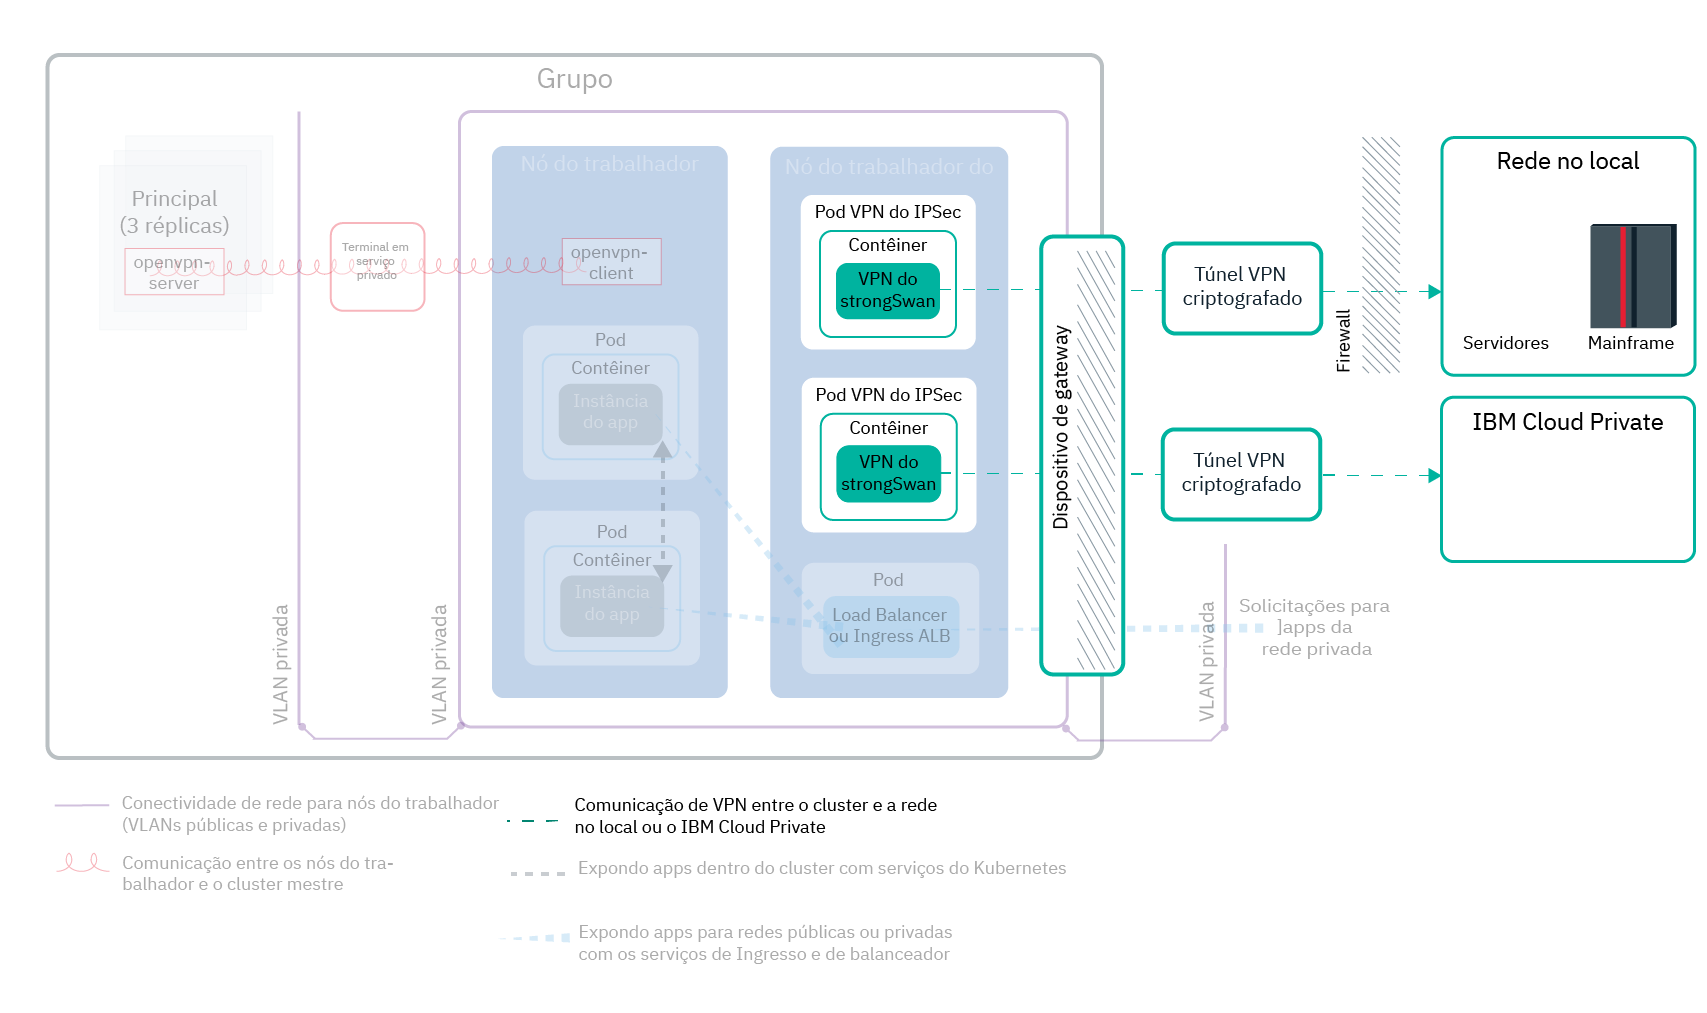 Grupo
Principal
(3 réplicas)
openvpn-
server
Terminal em
serviço
privado
VLAN privada
VLAN privada
Nó do trabalhador
openvpn-
client
Pod
Contêiner
Instância
do app
Pod
Contêiner
Instância
do app
Nó do trabalhador do
Pod VPN do IPSec
Contêiner
VPN do
strongSwan
Pod VPN do IPSec
Contêiner
VPN do
strongSwan
Pod
Load Balancer
ou Ingress ALB
Dispositivo de gateway
Túnel VPN
criptografado
Túnel VPN
criptografado
Firewall
Rede no local
Servidores
Mainframe
IBM Cloud Private
VLAN privada
Solicitações para
]apps da
rede privada
Conectividade de rede para nós do trabalhador
(VLANs públicas e privadas)
Comunicação entre os nós do tra-
balhador e o cluster mestre
Comunicação de VPN entre o cluster e a rede
no local ou o IBM Cloud Private
Expondo apps dentro do cluster com serviços do Kubernetes
Expondo apps para redes públicas ou privadas
com os serviços de Ingresso e de balanceador